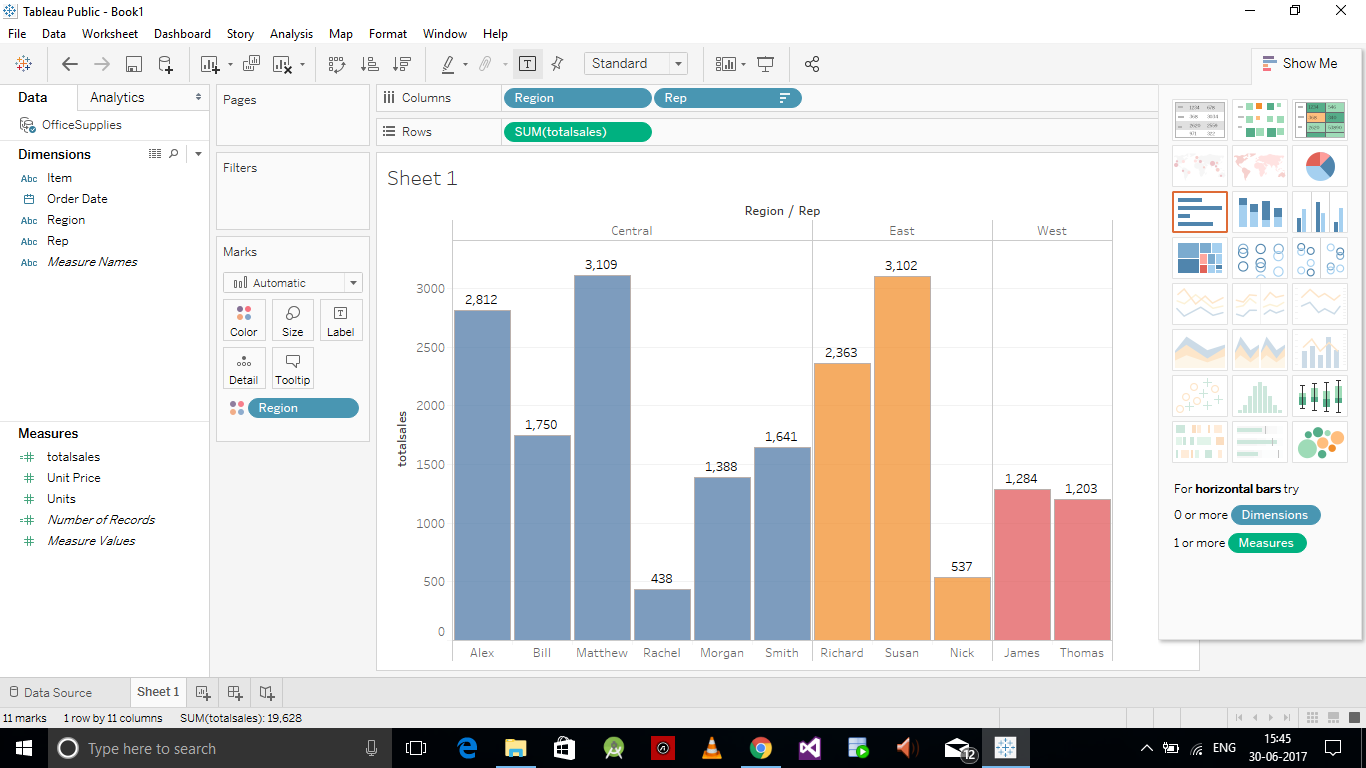 Tableau Public - Book1
File Data Worksheet Dashboard Story Analysis Map Format Window Help
Standard
Show Me
Data Analytics
OfficeSupplies
Dimensions
Abc Item
Order Date
Abc Region
Abc Rep
Abc Measure Names
Measures
totalsales
Unit Price
Units
Number of Records
Measure Values
Pages
Filters
Marks
Automatic
Color Size Label
Detail Tooltip
Region
Columns Region Rep
Rows SUM(totalsales)
Sheet 1
Region / Rep
Central East West
3,109 3,102
3000
2,812
2500
2,363
2000
1,750
1,641
totalsales
1500
1,388
1,284
1,203
1000
500
438
537
0
Alex Bill Matthew Rachel Morgan Smith Richard Susan Nick James Thomas
For horizontal bars try
0 or more Dimensions
1 or more Measures
Data Source Sheet 1
11 marks 1 row by 11 columns SUM(totalsales): 19,628
Type here to search
12
ENG
15:45
30-06-2017